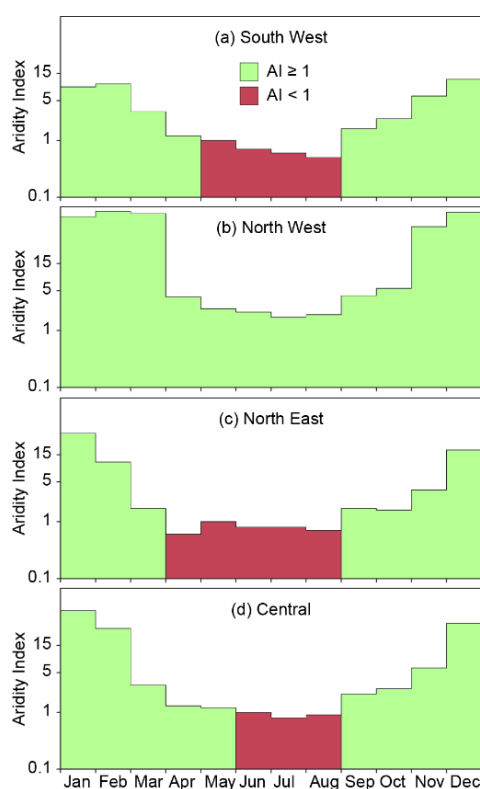 (a) South West
AI ≥ 1
AI < 1
Aridity Index
15
5
1
0.1
(b) North West
Aridity Index
15
5
1
0.1
(c) North East
Aridity Index
15
5
1
0.1
(d) Central
Aridity Index
15
5
1
0.1
Jan Feb Mar Apr May Jun Jul Aug Sep Oct Nov Dec